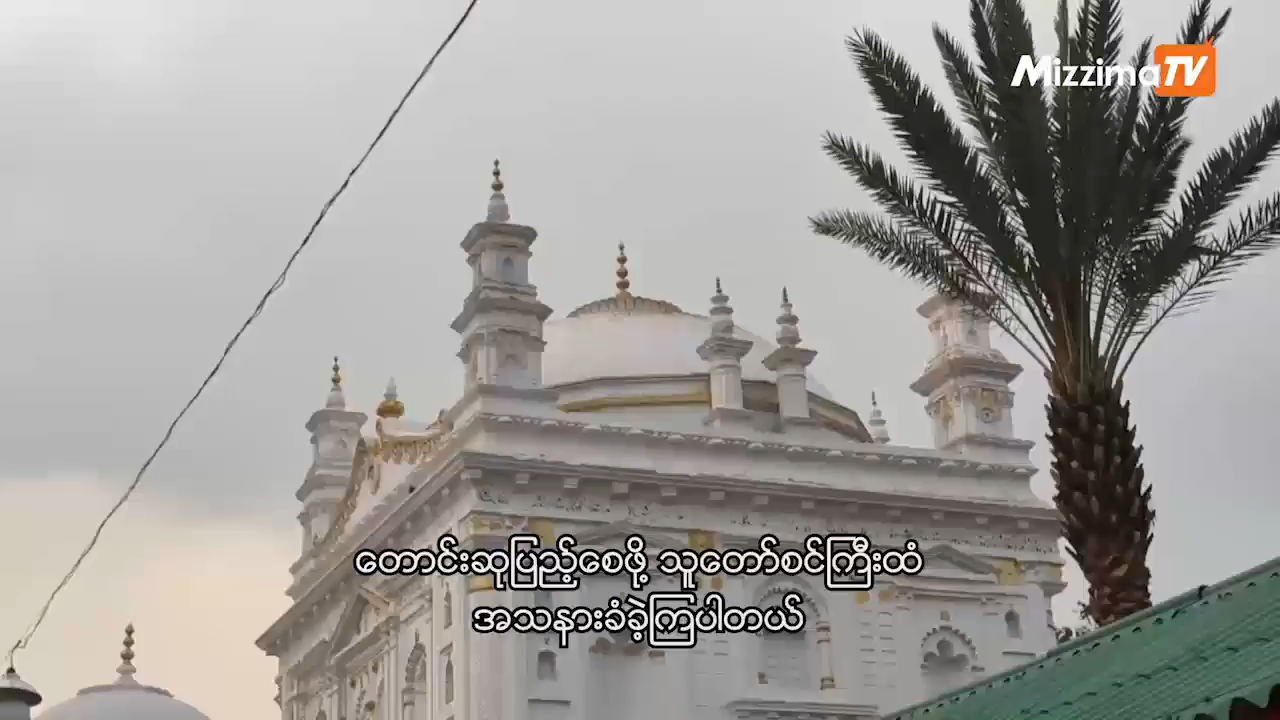 MizzimaTV
တောင်းဆုပြည့်စေဖို့ သူတော်စင်ကြီးထံ
အသနားခံခဲ့ကြပါတယ်